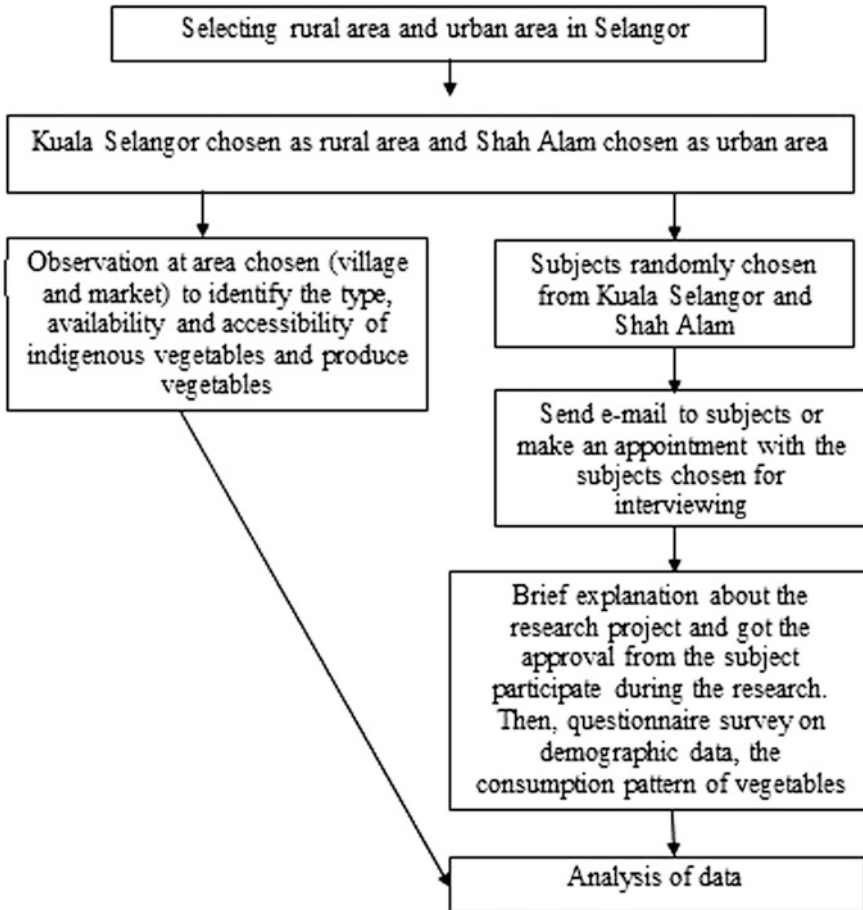 Selecting rural area and urban area in Selangor
Kuala Selangor chosen as rural area and Shah Alam chosen as urban area
Observation at area chosen (village
and market) to identify the type,
availability and accessibility of
indigenous vegetables and produce
vegetables
Subjects randomly chosen
from Kuala Selangor and
Shah Alam
Send e-mail to subjects or
make an appointment with the
subjects chosen for
interviewing
Brief explanation about the
research project and got the
approval from the subject
participate during the research.
Then, questionnaire survey on
demographic data, the
consumption pattern of vegetables
Analysis of data